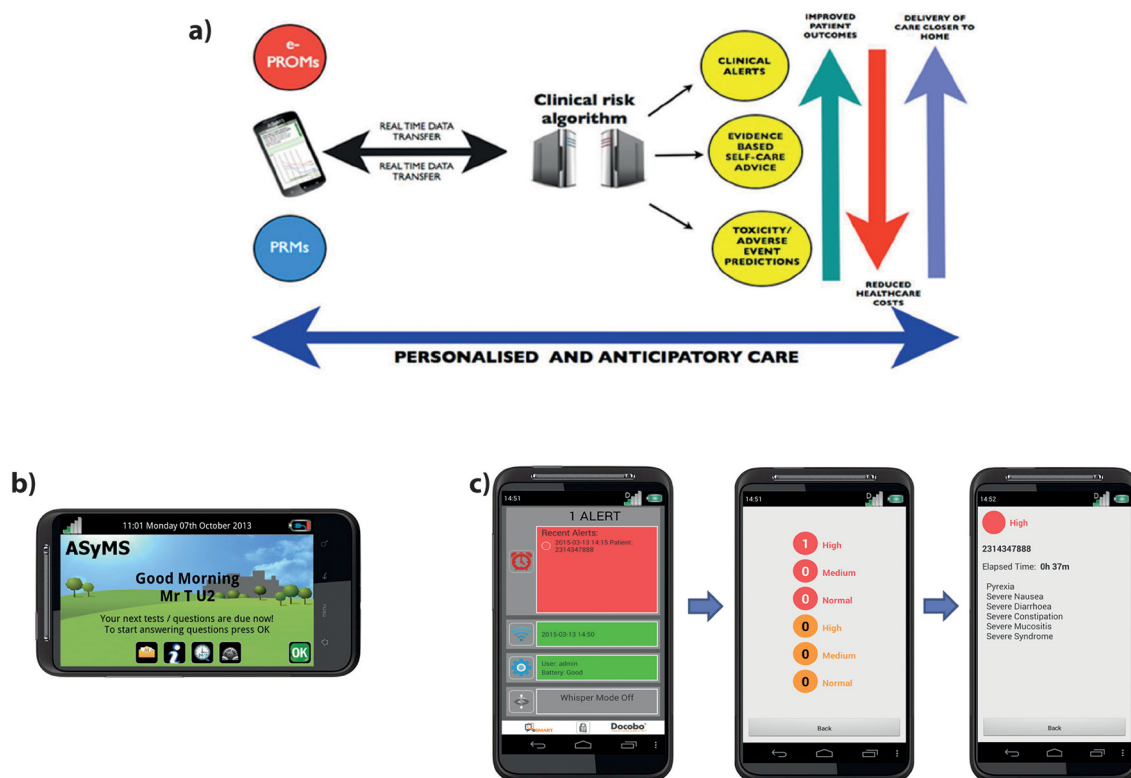 a)
e-
PROMs
ASyMS
REAL TIME DATA
TRANSFER
REAL TIME DATA
TRANSFER
PRMs
Clinical risk
algorithm
CLINICAL
ALERTS
EVIDENCE
BASED
SELF-CARE
ADVICE
TOXICITY/
ADVERSE
EVENT
PREDICTIONS
IMPROVED
PATIENT
OUTCOMES
DELIVERY OF
CARE CLOSER TO
HOME
REDUCED
HEALTHCARE
COSTS
PERSONALISED AND ANTICIPATORY CARE
b)
11:01 Monday 07th October 2013
ASyMS
Good Morning
Mr T U2
Your next tests / questions are due now!
To start answering questions press OK
OK
MENU
c)
14:51
D
1 ALERT
Recent Alerts:
2015-03-13 14:15 Patient:
2314347888
2015-03-13 14:50
User: admin
Battery: Good
Whisper Mode Off
SMART
Docobo
14:51
D
1 High
0 Medium
0 Normal
0 High
0 Medium
0 Normal
Back
14:52
D
High
2314347888
Elapsed Time: 0h 37m
Pyrexia
Severe Nausea
Severe Diarrhoea
Severe Constipation
Severe Mucositis
Severe Syndrome
Back